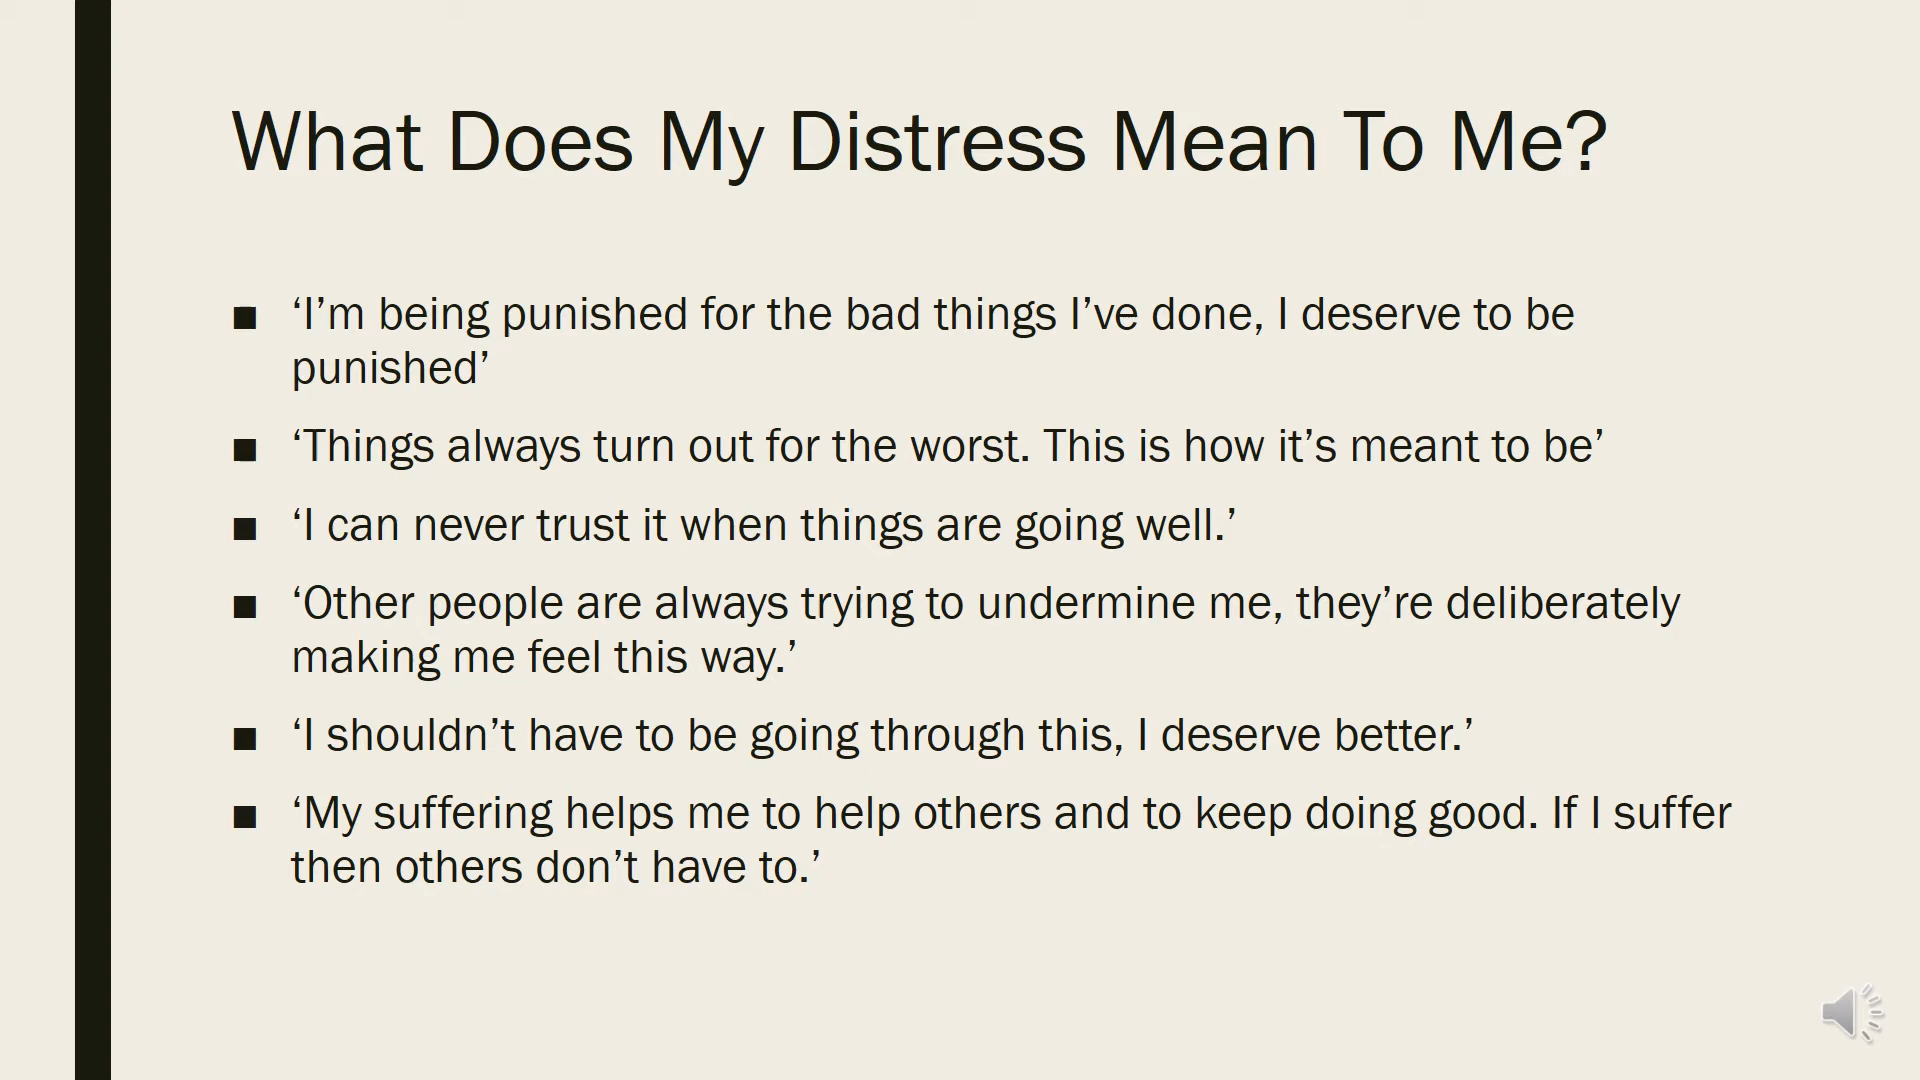 What Does My Distress Mean To Me?
■ ‘I’m being punished for the bad things I’ve done, I deserve to be
punished’
■ ‘Things always turn out for the worst. This is how it’s meant to be’
■ ‘I can never trust it when things are going well.’
■ ‘Other people are always trying to undermine me, they’re deliberately
making me feel this way.’
■ ‘I shouldn’t have to be going through this, I deserve better.’
■ ‘My suffering helps me to help others and to keep doing good. If I suffer
then others don’t have to.’